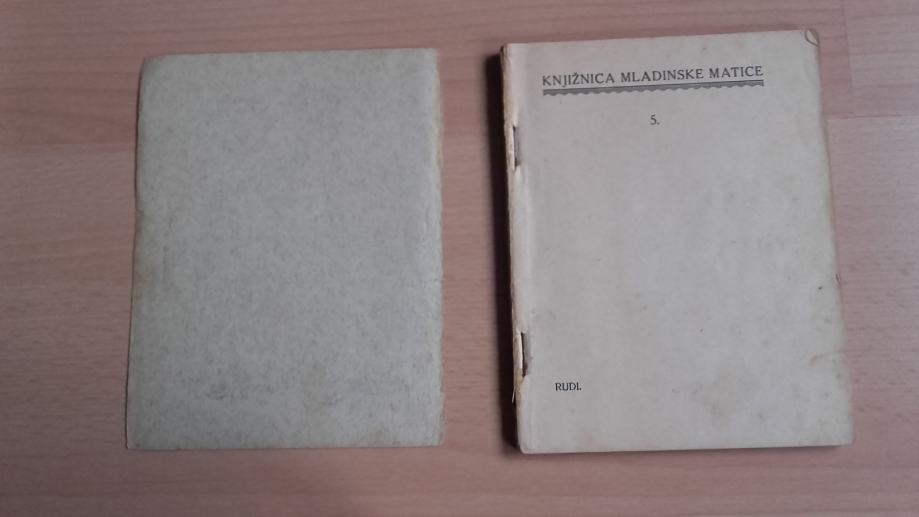 KNJIŽNICA MLADINSKE MATICE
5.
RUDI.